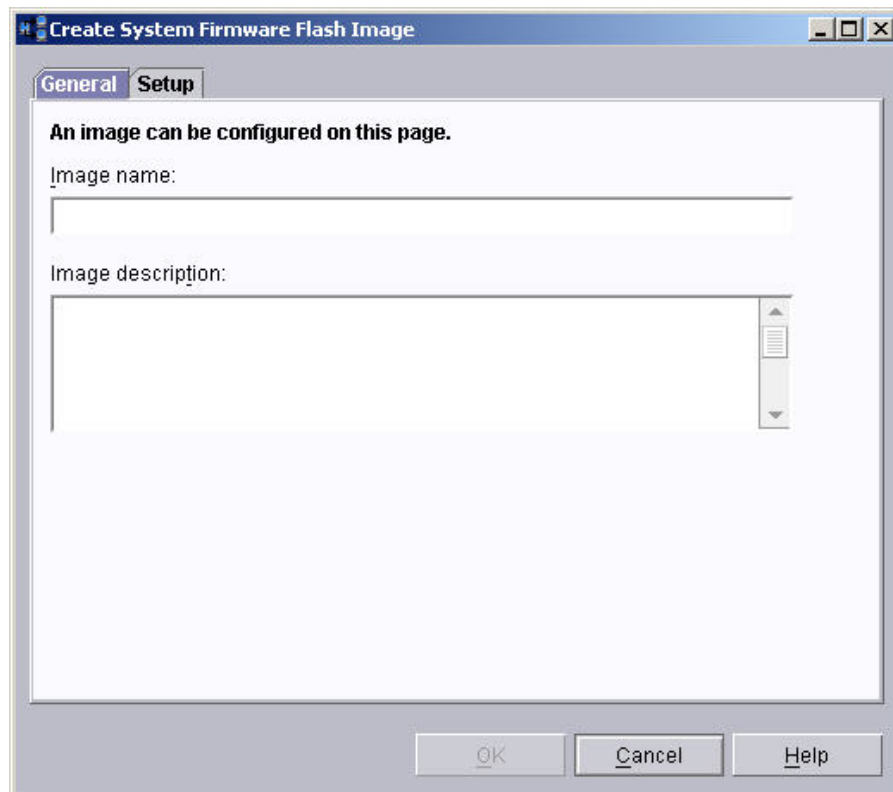 Create System Firmware Flash Image
General Setup
An image can be configured on this page.
Image name:
Image description:
OK Cancel Help